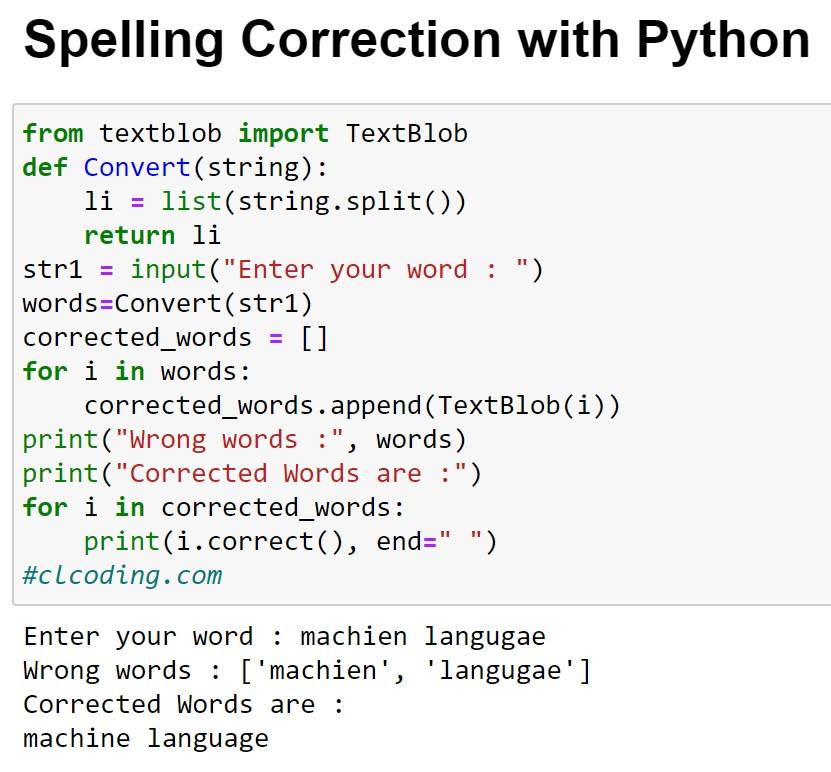 Spelling Correction with Python
from textblob import TextBlob
def Convert(string):
    li = list(string.split())
    return li
str1 = input("Enter your word : ")
words=Convert(str1)
corrected_words = []
for i in words:
    corrected_words.append(TextBlob(i))
print("Wrong words :", words)
print("Corrected Words are :")
for i in corrected_words:
    print(i.correct(), end=" ")
#clcoding.com
Enter your word : machien langugae
Wrong words : ['machien', 'langugae']
Corrected Words are :
machine language